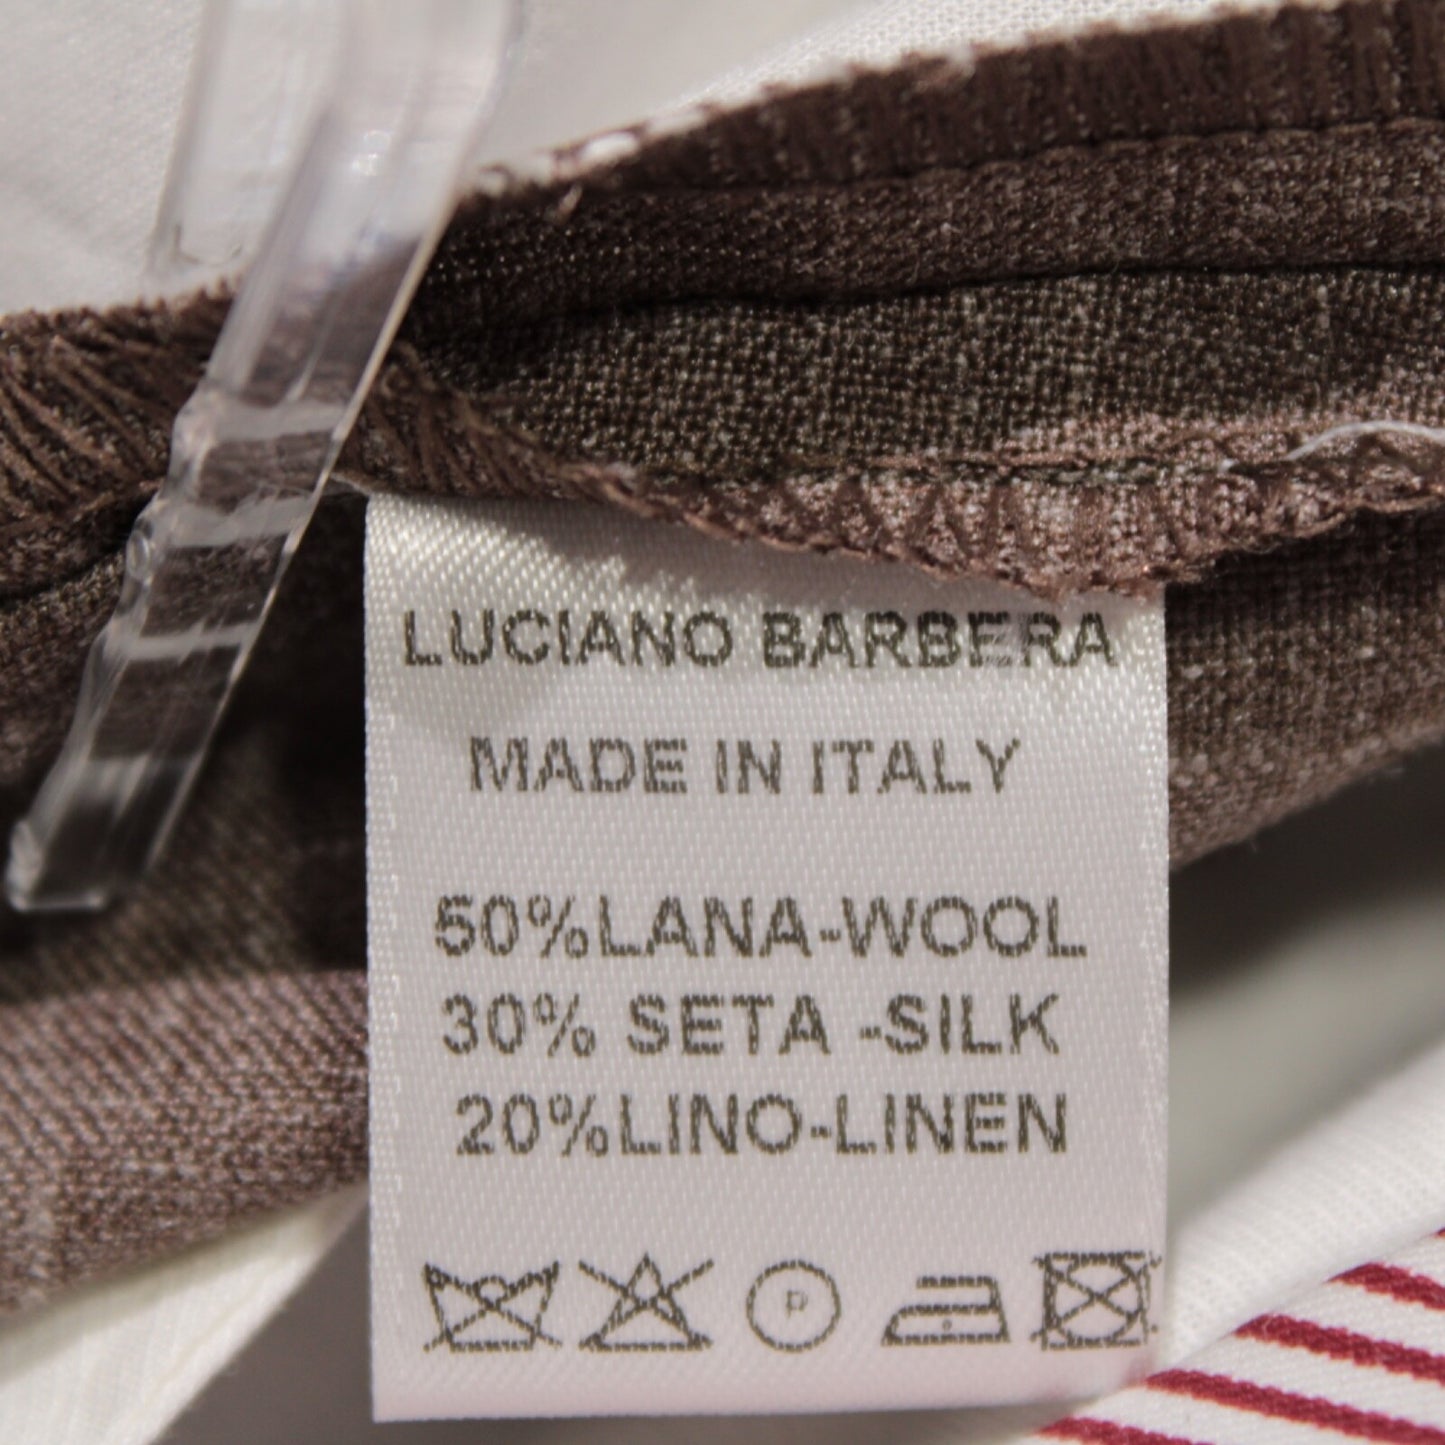 LUCIANO BARBERA
MADE IN ITALY
50%LANA-WOOL
30% SETA -SILK
20%LINO-LINEN
P